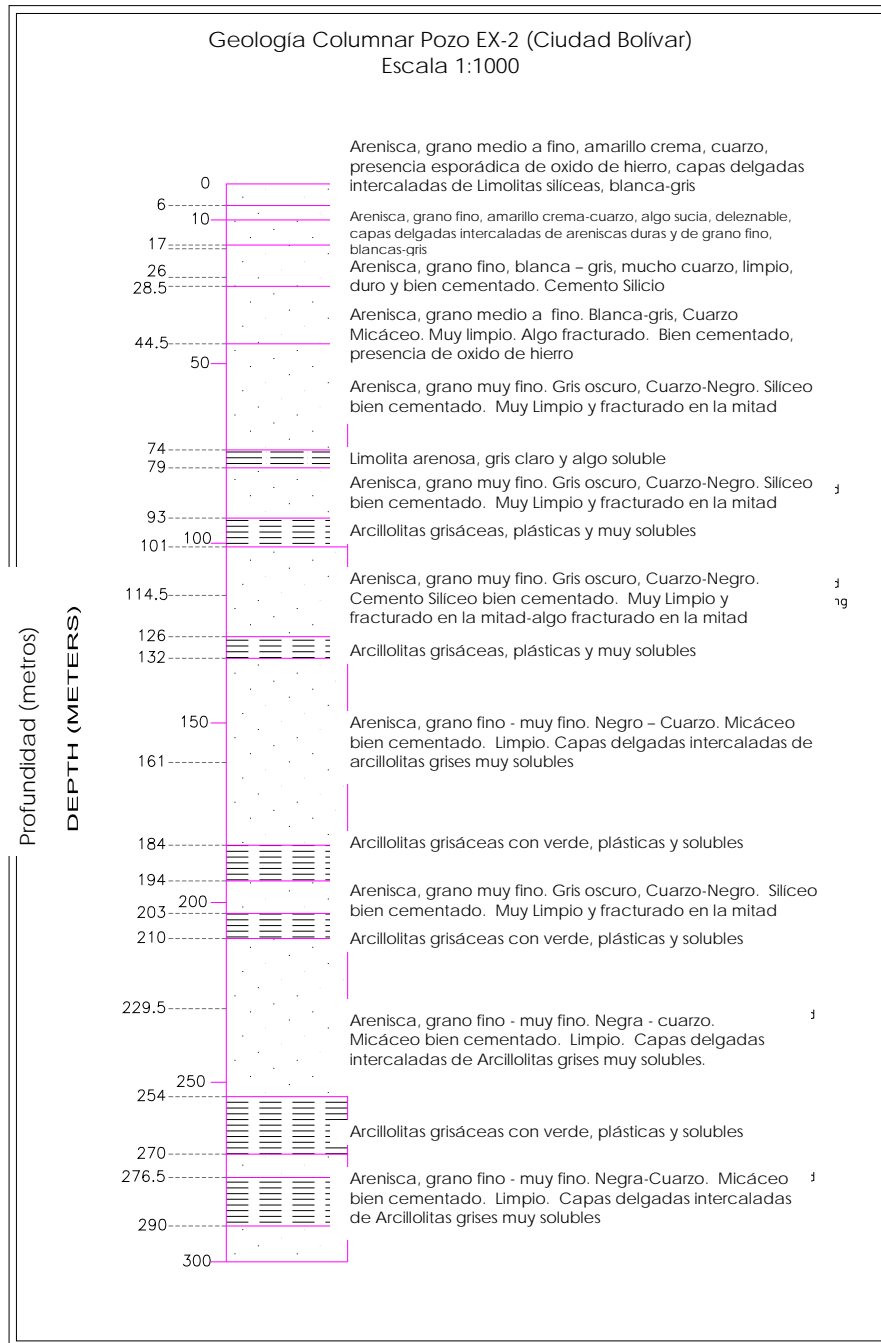 Geología Columnar Pozo EX-2 (Ciudad Bolívar)
Escala 1:1000
Arenisca, grano medio a fino, amarillo crema, cuarzo,
presencia esporádica de oxido de hierro, capas delgadas
intercaladas de Limolitas silíceas, blanca-gris
0
6
10
Arenisca, grano fino, amarillo crema-cuarzo, algo sucia, deleznable,
capas delgadas intercaladas de areniscas duras y de grano fino,
blancas-gris
17
26
28.5
Arenisca, grano fino, blanca – gris, mucho cuarzo, limpio,
duro y bien cementado. Cemento Silicio
Arenisca, grano medio a fino. Blanca-gris, Cuarzo
Micáceo. Muy limpio. Algo fracturado. Bien cementado,
presencia de oxido de hierro
44.5
50
Arenisca, grano muy fino. Gris oscuro, Cuarzo-Negro. Silíceo
bien cementado. Muy Limpio y fracturado en la mitad
74
Limolita arenosa, gris claro y algo soluble
79
Arenisca, grano muy fino. Gris oscuro, Cuarzo-Negro. Silíceo
bien cementado. Muy Limpio y fracturado en la mitad
d
93
Arcillolitas grisáceas, plásticas y muy solubles
100
101
Arenisca, grano muy fino. Gris oscuro, Cuarzo-Negro.
Cemento Silíceo bien cementado. Muy Limpio y
fracturado en la mitad-algo fracturado en la mitad
d
ng
114.5
126
Arcillolitas grisáceas, plásticas y muy solubles
132
Profundidad (metros)
DEPTH (METERS)
150
Arenisca, grano fino - muy fino. Negro – Cuarzo. Micáceo
bien cementado. Limpio. Capas delgadas intercaladas de
arcillolitas grises muy solubles
161
184
Arcillolitas grisáceas con verde, plásticas y solubles
194
200
Arenisca, grano muy fino. Gris oscuro, Cuarzo-Negro. Silíceo
bien cementado. Muy Limpio y fracturado en la mitad
203
210
Arcillolitas grisáceas con verde, plásticas y solubles
229.5
Arenisca, grano fino - muy fino. Negra - cuarzo.
Micáceo bien cementado. Limpio. Capas delgadas
intercaladas de Arcillolitas grises muy solubles.
d
250
254
Arcillolitas grisáceas con verde, plásticas y solubles
270
276.5
Arenisca, grano fino - muy fino. Negra-Cuarzo. Micáceo
bien cementado. Limpio. Capas delgadas intercaladas
de Arcillolitas grises muy solubles
d
290
300